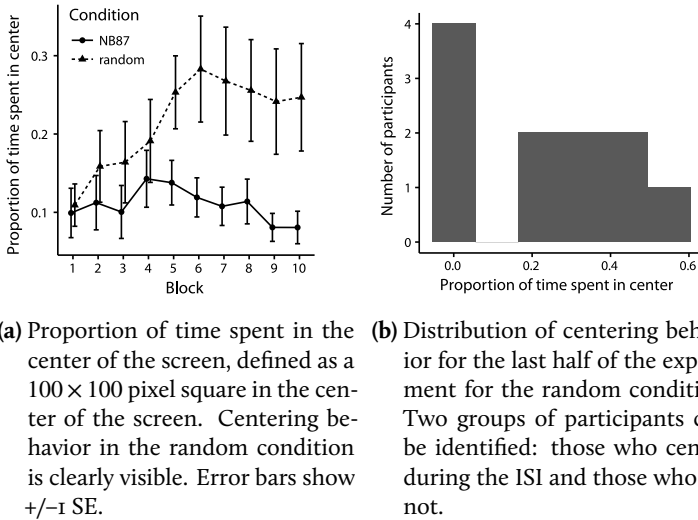 Condition
NB87
random
Proportion of time spent in center
0.3
0.2
0.1
1 2 3 4 5 6 7 8 9 10
Block
Number of participants
4
3
2
1
0
0.0 0.2 0.4 0.6
Proportion of time spent in center
(a) Proportion of time spent in the
center of the screen, defined as a
100 × 100 pixel square in the cen-
ter of the screen. Centering be-
havior in the random condition
is clearly visible. Error bars show
+/–1 SE.
(b) Distribution of centering beh
ior for the last half of the exp
ment for the random conditi
Two groups of participants c
be identified: those who cen
during the ISI and those who
not.